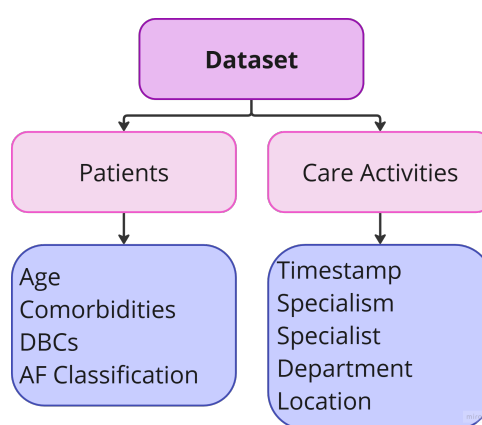 Dataset
Patients
Care Activities
Age
Comorbidities
DBCs
AF Classification
Timestamp
Specialism
Specialist
Department
Location